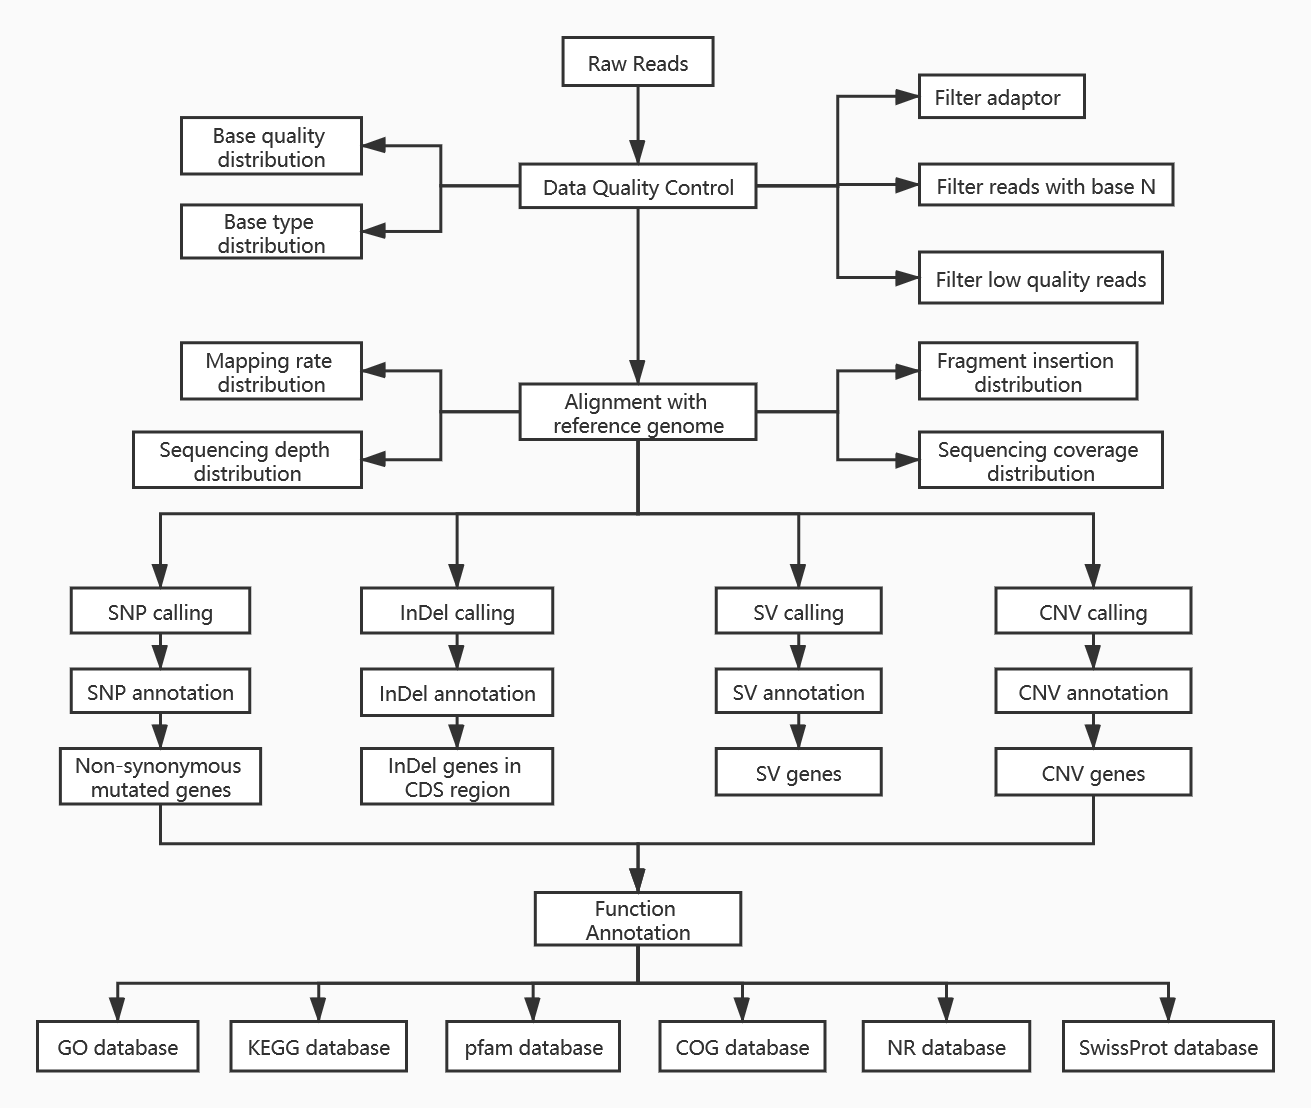 Raw Reads
Filter adaptor
Base quality
distribution
Data Quality Control
Filter reads with base N
Base type
distribution
Filter low quality reads
Mapping rate
distribution
Fragment insertion
distribution
Alignment with
reference genome
Sequencing depth
distribution
Sequencing coverage
distribution
SNP calling
InDel calling
SV calling
CNV calling
SNP annotation
InDel annotation
SV annotation
CNV annotation
Non-synonymous
mutated genes
InDel genes in
CDS region
SV genes
CNV genes
Function
Annotation
GO database
KEGG database
pfam database
COG database
NR database
SwissProt database